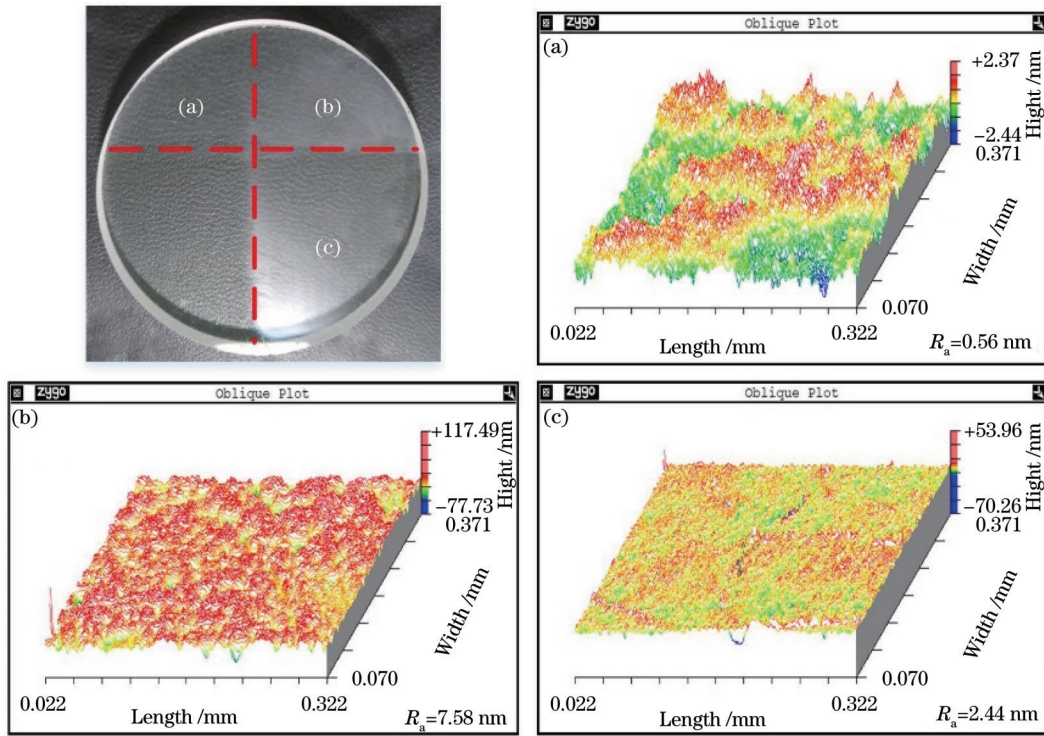 (a)
(b)
(c)
zygo Oblique Plot
(a)
+2.37
Hight /nm
−2.44
0.371
Width /mm
0.070
0.022
0.322
Length /mm
Ra=0.56 nm
zygo Oblique Plot
(b)
+117.49
Hight /nm
−77.73
0.371
Width /mm
0.070
0.022
0.322
Length /mm
Ra=7.58 nm
zygo Oblique Plot
(c)
+53.96
Hight /nm
−70.26
0.371
Width /mm
0.070
0.022
0.322
Length /mm
Ra=2.44 nm